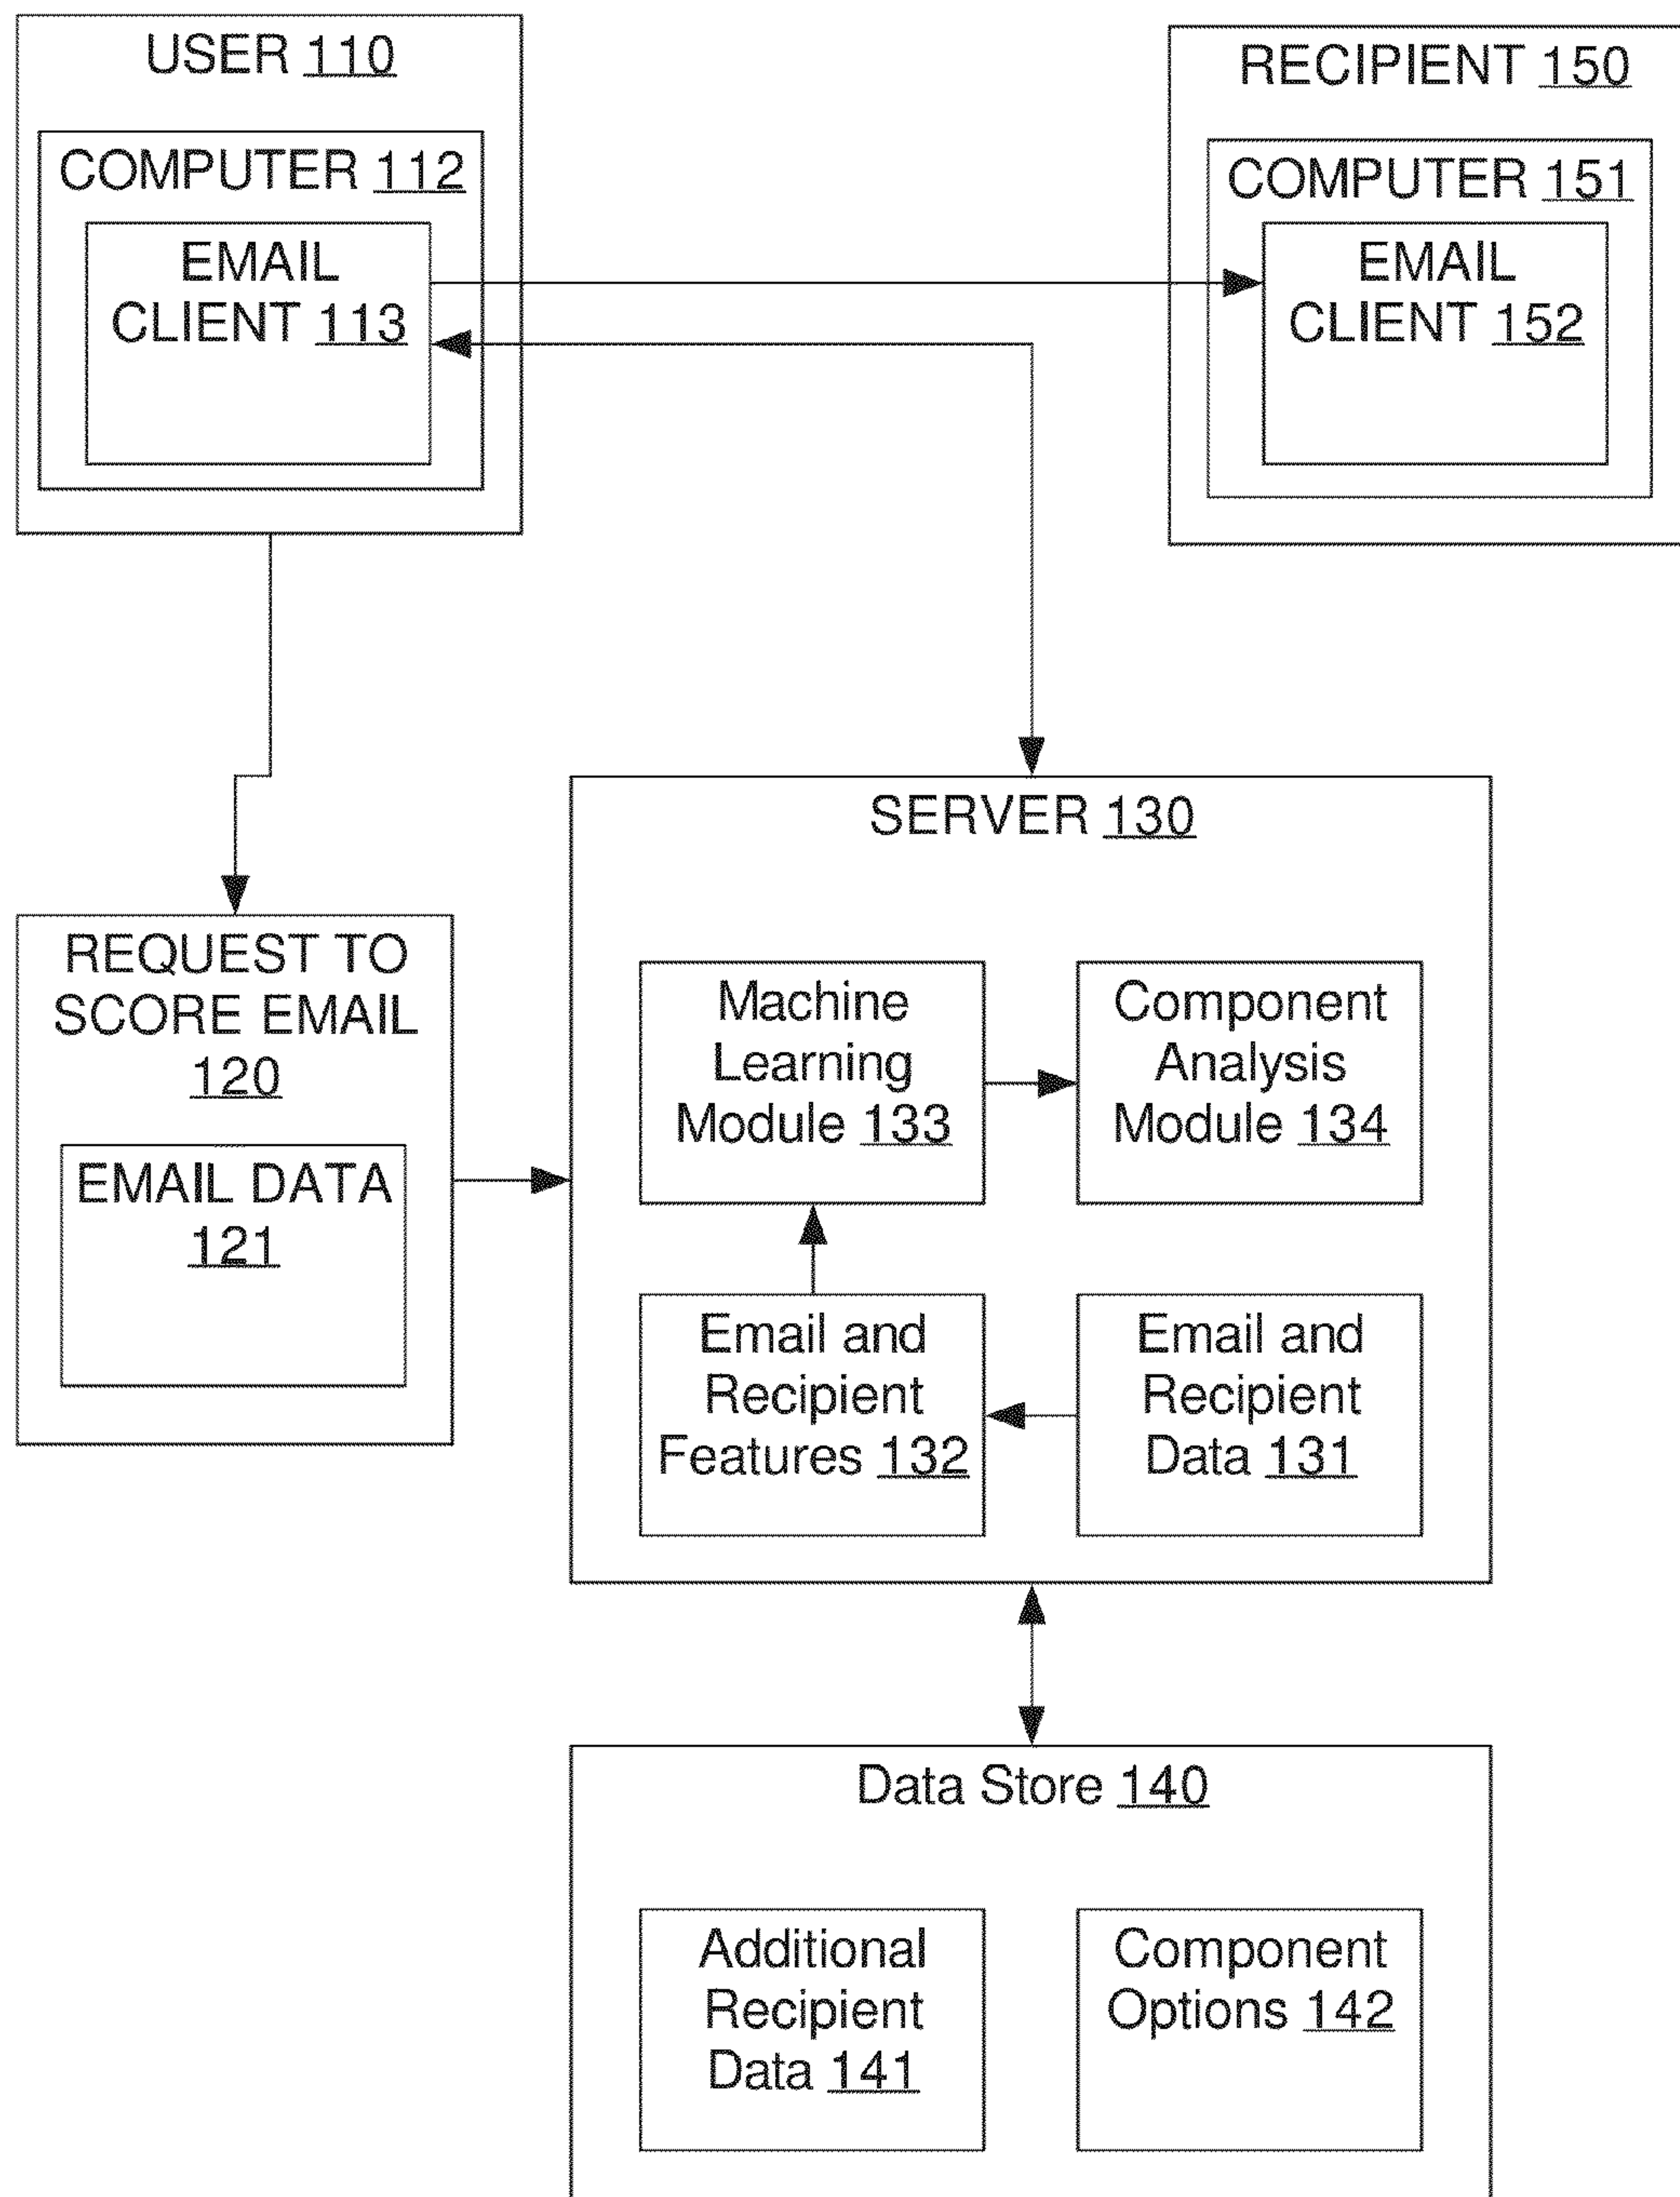 USER 110
COMPUTER 112
EMAIL
CLIENT 113
RECIPIENT 150
COMPUTER 151
EMAIL
CLIENT 152
REQUEST TO
SCORE EMAIL
120
EMAIL DATA
121
SERVER 130
Machine
Learning
Module 133
Component
Analysis
Module 134
Email and
Recipient
Features 132
Email and
Recipient
Data 131
Data Store 140
Additional
Recipient
Data 141
Component
Options 142